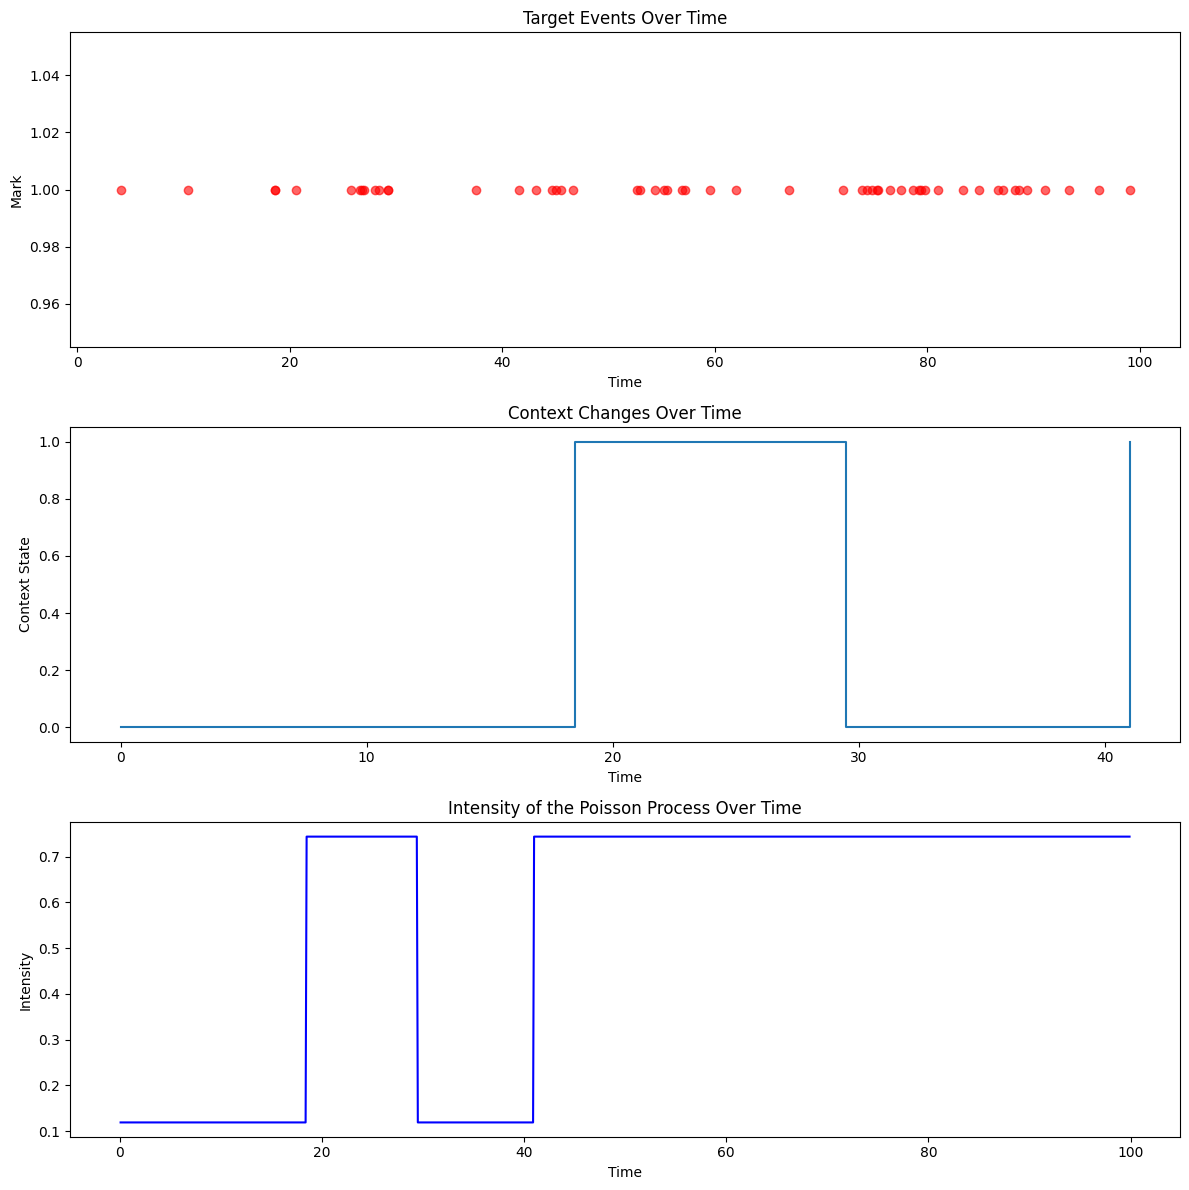 Target Events Over Time
1.04
1.02
1.00
0.98
0.96
Mark
0 20 40 60 80 100
Time
Context Changes Over Time
1.0
0.8
0.6
0.4
0.2
0.0
Context State
0 10 20 30 40
Time
Intensity of the Poisson Process Over Time
0.7
0.6
0.5
0.4
0.3
0.2
0.1
Intensity
0 20 40 60 80 100
Time